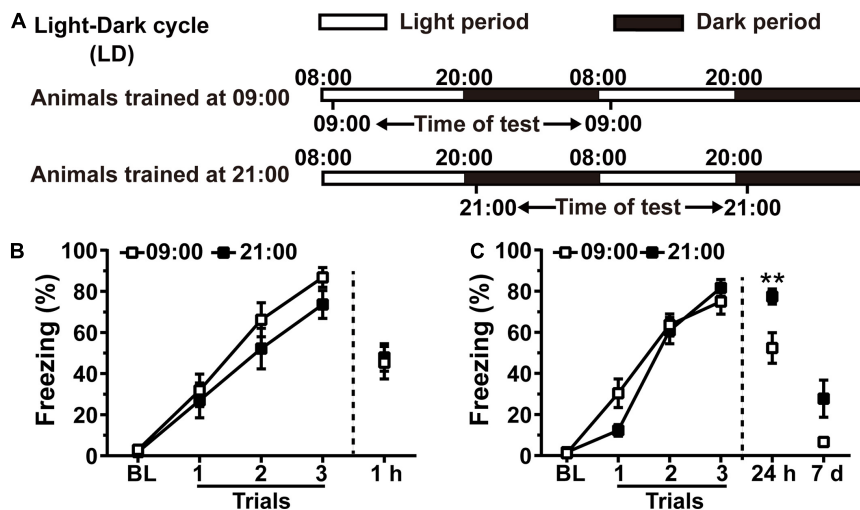 A Light-Dark cycle (LD) Light period Dark period
08:00 20:00 08:00 20:00
Animals trained at 09:00
09:00 Time of test 09:00
08:00 20:00 08:00 20:00
Animals trained at 21:00
21:00 Time of test 21:00
B 09:00 21:00
Freezing (%)
100
80
60
40
20
0
BL 1 2 3 1 h
Trials
C 09:00 21:00
Freezing (%)
100
80
60
40
20
0
**
BL 1 2 3 24 h 7 d
Trials